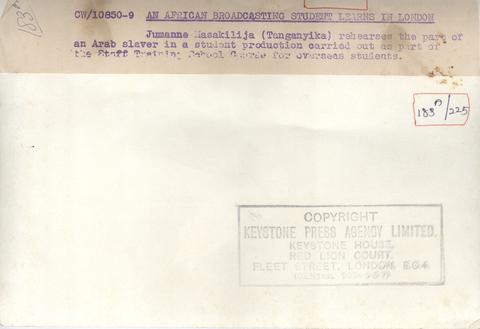 CW/10850-9 AN AFRICAN BROADCASTING STUDENT LEARNS IN LONDON
Jumanne Masakilija (Tanganyika) rehearses the part of
an Arab slaver in a student production carried out as part of
the Staff Training School Course for overseas students.
183 /225
COPYRIGHT
KEYSTONE PRESS AGENCY LIMITED.
KEYSTONE HOUSE,
RED LION COURT,
FLEET STREET, LONDON, E.C.4